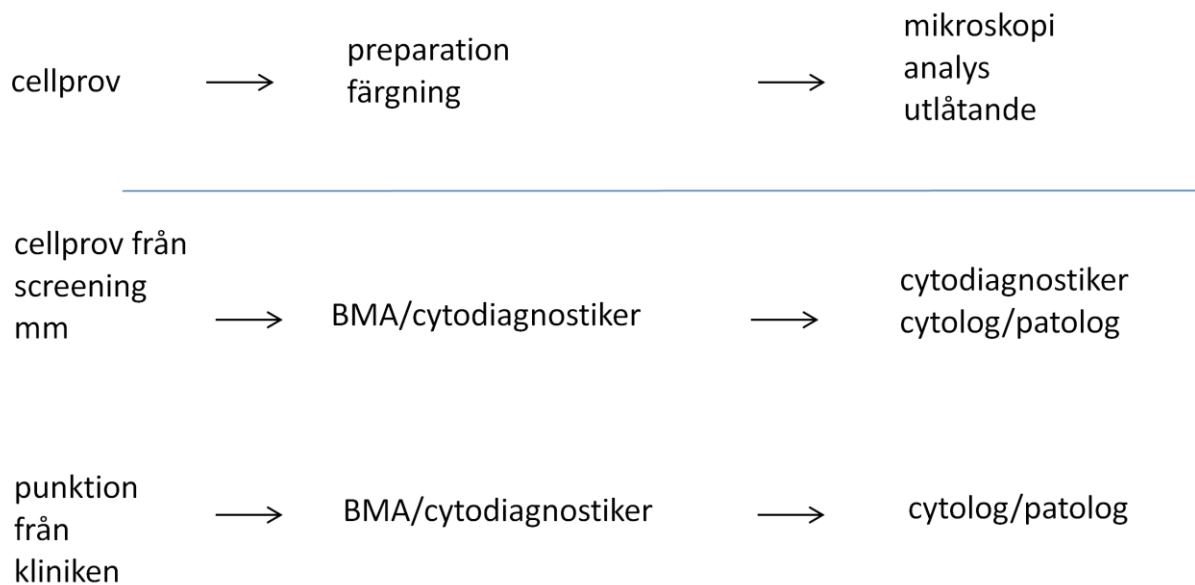 cellprov
preparation
färgning
mikroskopi
analys
utlåtande
cellprov från
screening
mm
BMA/cytodiagnostiker
cytodiagnostiker
cytolog/patolog
punktion
från
kliniken
BMA/cytodiagnostiker
cytolog/patolog